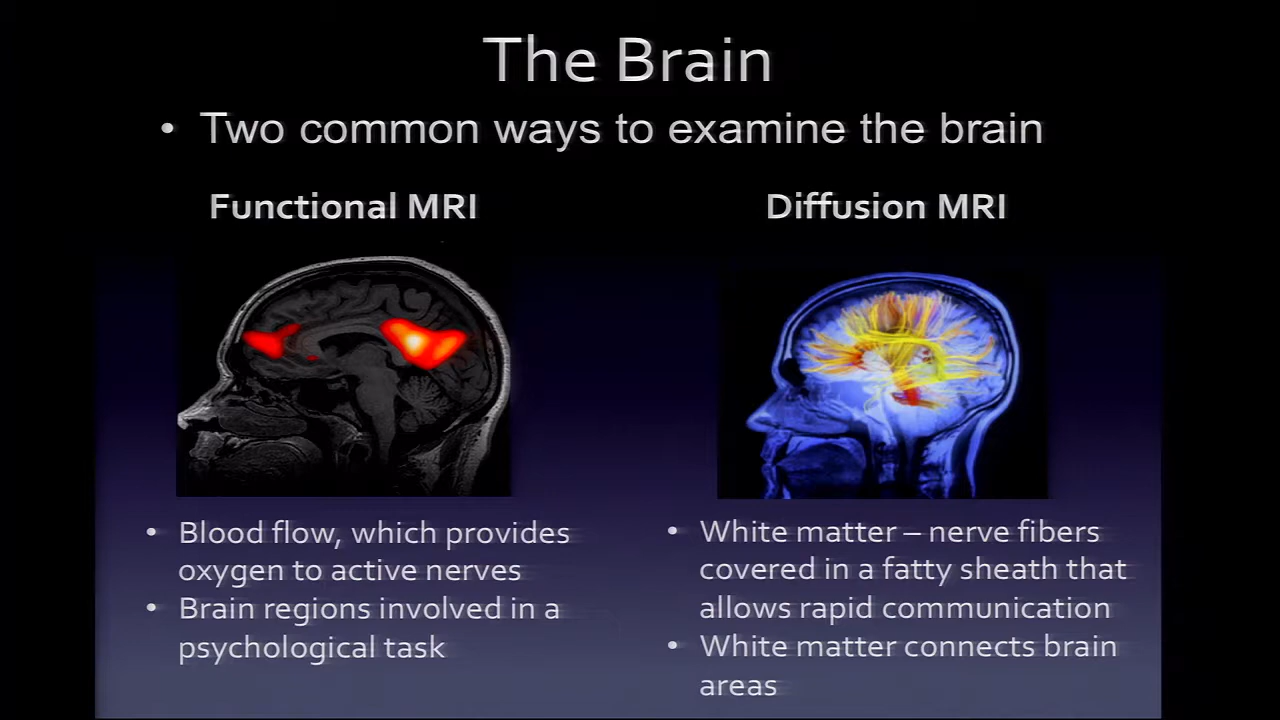 The Brain
• Two common ways to examine the brain
Functional MRI
Diffusion MRI
• Blood flow, which provides
oxygen to active nerves
• Brain regions involved in a
psychological task
• White matter – nerve fibers
covered in a fatty sheath that
allows rapid communication
• White matter connects brain
areas